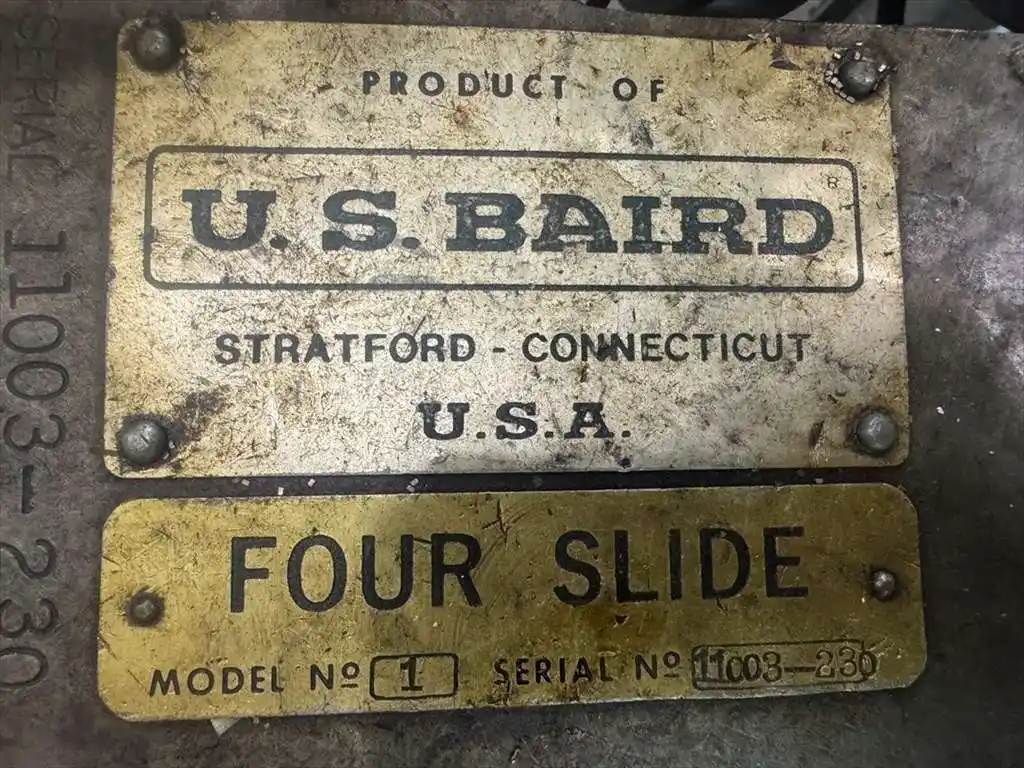 PRODUCT OF
U.S. BAIRD ®
STRATFORD - CONNECTICUT
U.S.A.
FOUR SLIDE
MODEL Nº 1 SERIAL Nº 11003-230
SERIAL 11003-230